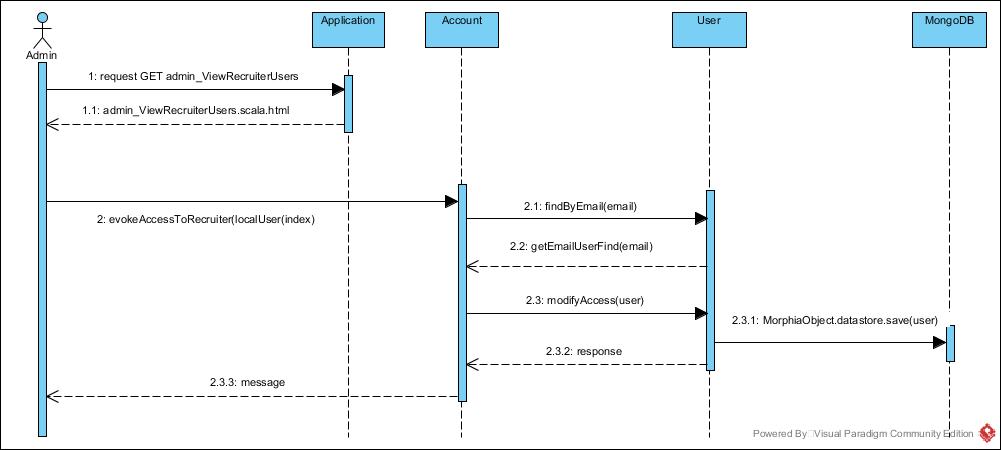 Application
Account
User
MongoDB
Admin
1: request GET admin_ViewRecruiterUsers
1.1: admin_ViewRecruiterUsers.scala.html
2: evokeAccessToRecruiter(localUser(index)
2.1: findByEmail(email)
2.2: getEmailUserFind(email)
2.3: modifyAccess(user)
2.3.1: MorphiaObject.datastore.save(user)
2.3.2: response
2.3.3: message
Powered By Visual Paradigm Community Edition